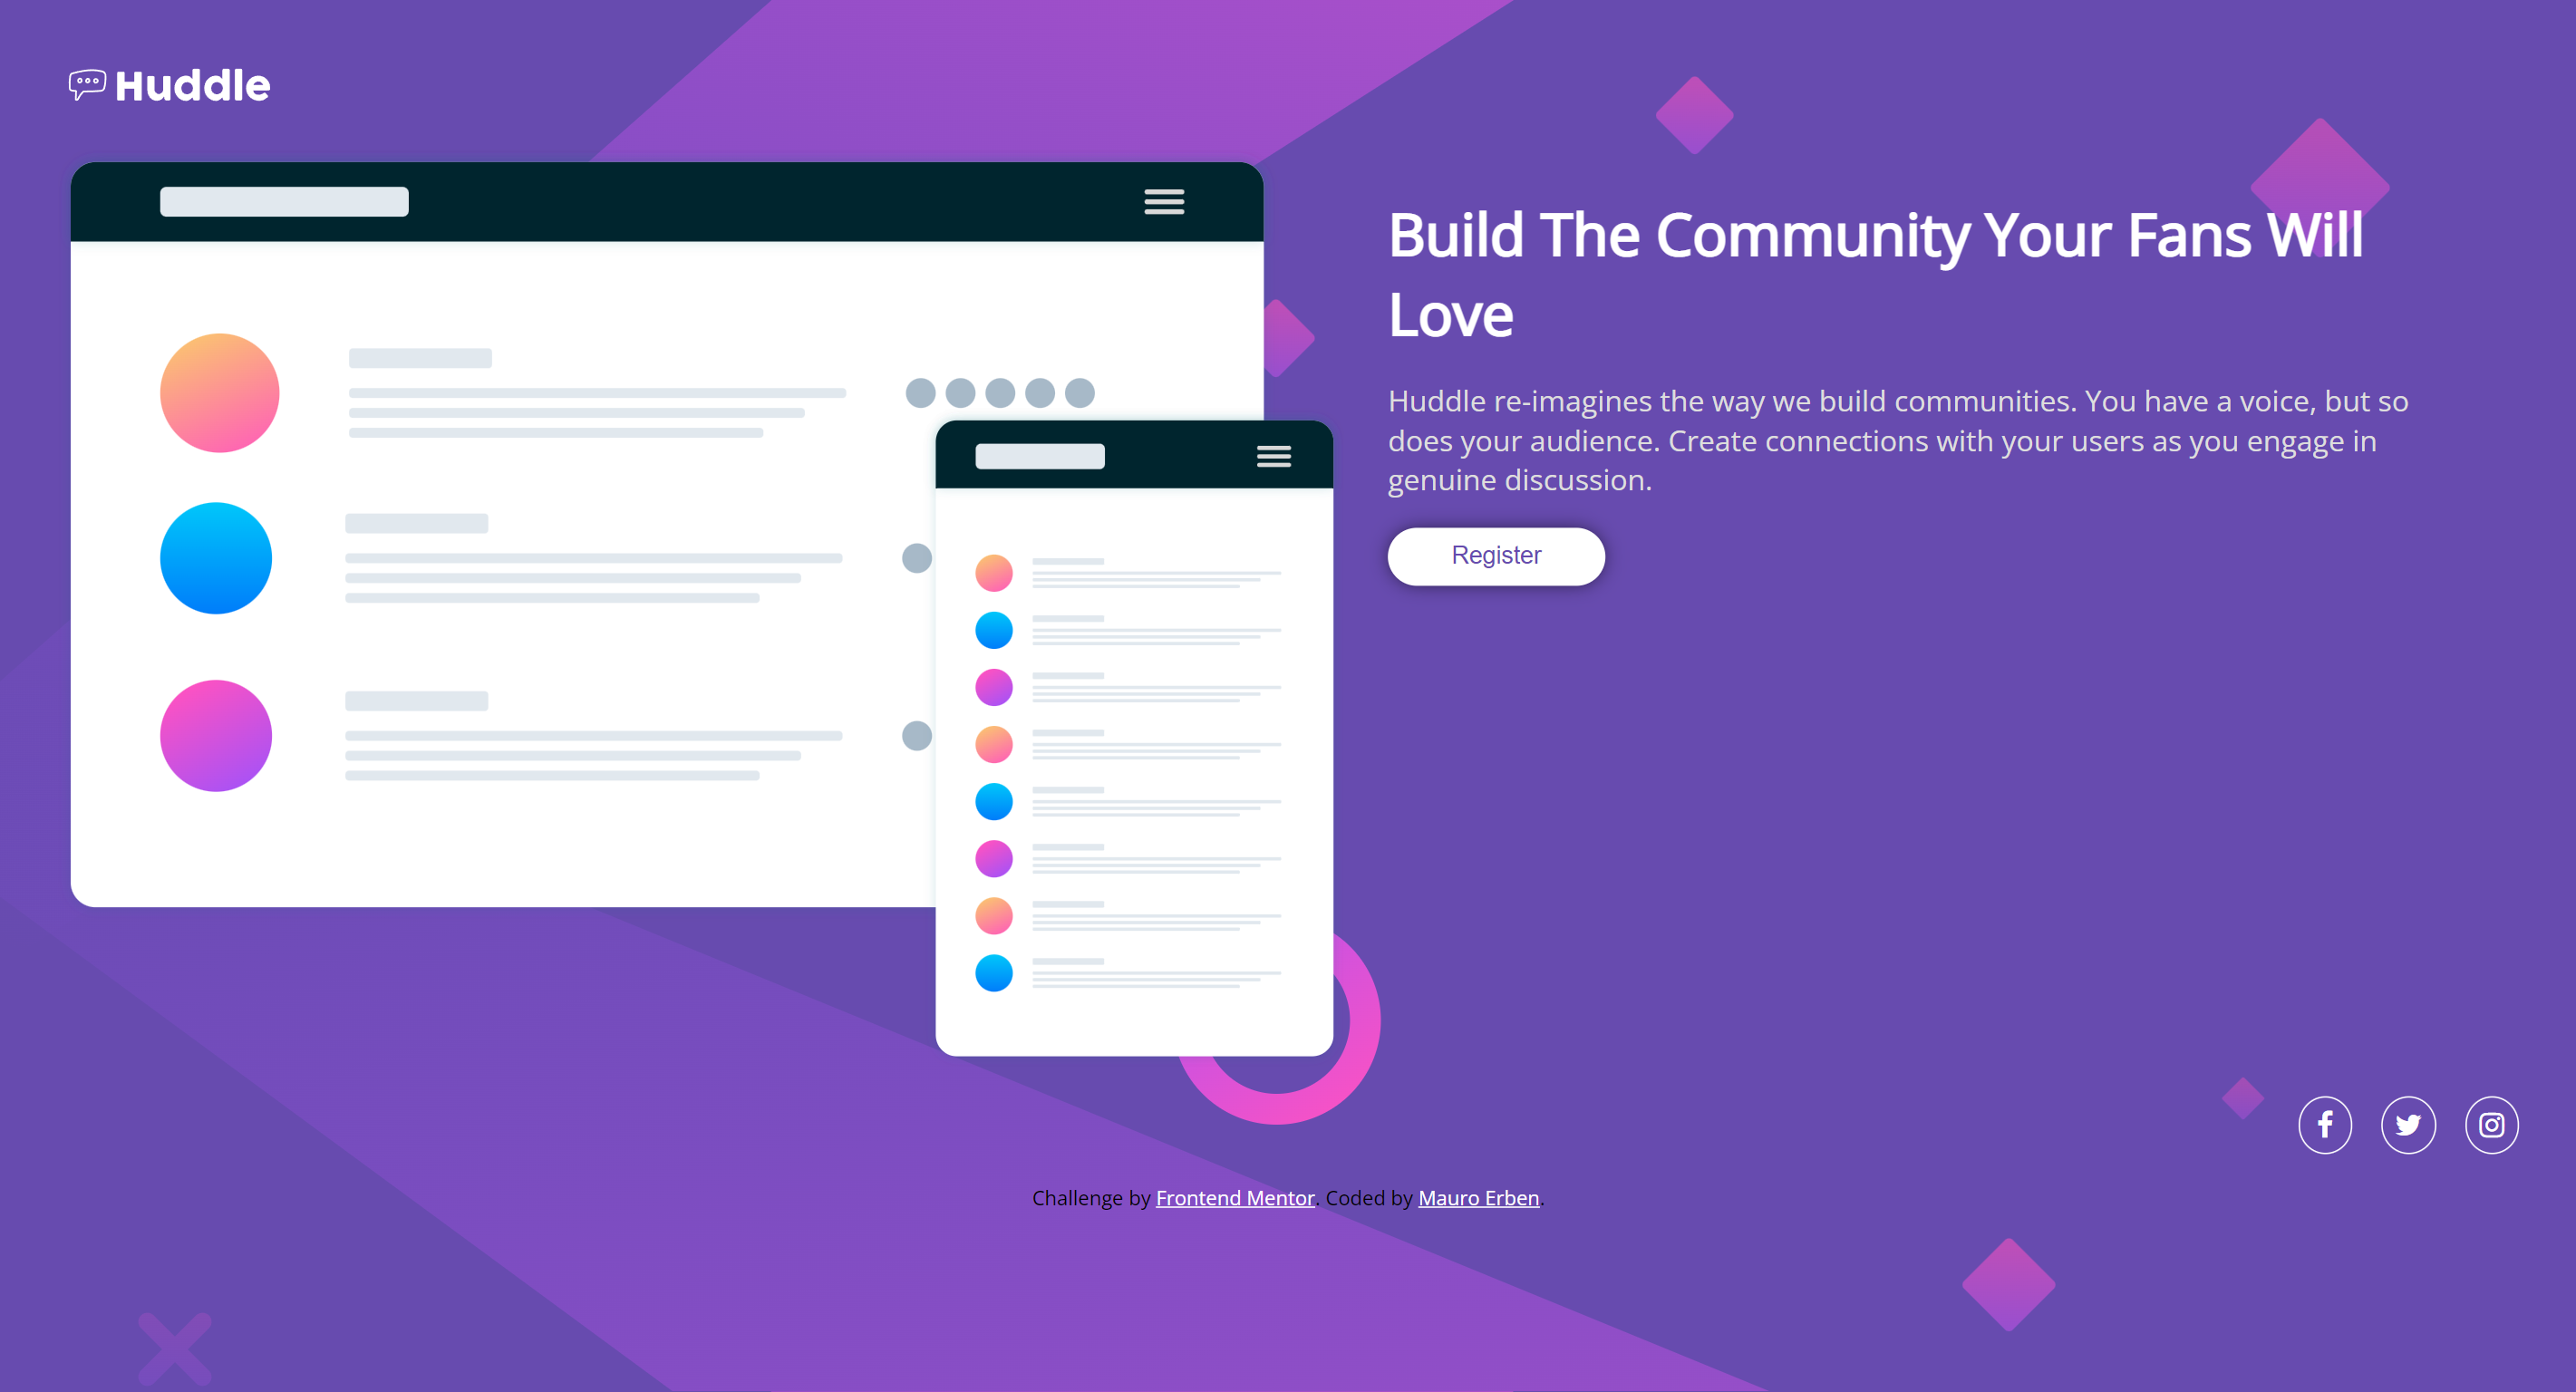 Huddle
Build The Community Your Fans Will
Love
Huddle re-imagines the way we build communities. You have a voice, but so
does your audience. Create connections with your users as you engage in
genuine discussion.
Register
Challenge by Frontend Mentor. Coded by Mauro Erben.